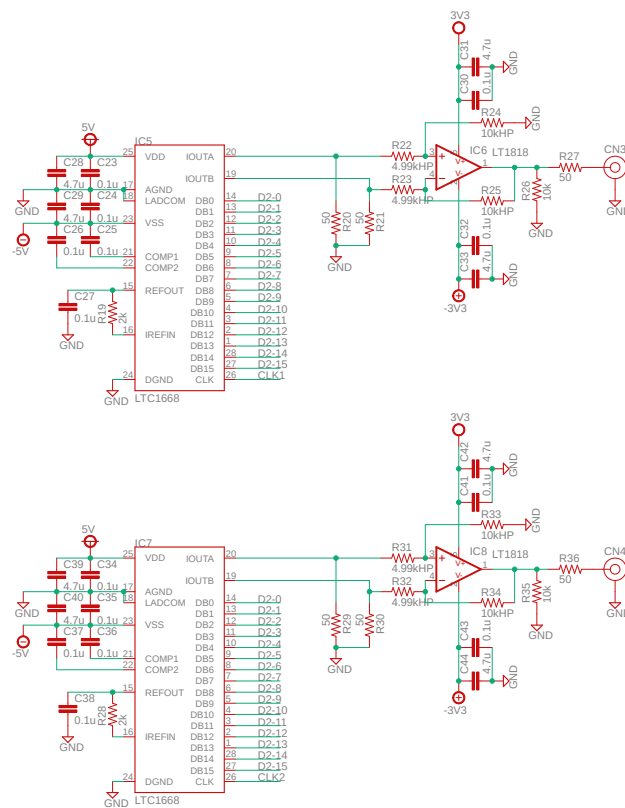 3V3
C31
4.7u
GND
C30
0.1u
R24
10kHP
GND
5V
IC5
C28
C23
4.7u
0.1u
GND
C29
C24
4.7u
0.1u
C26
C25
-5V
0.1u
0.1u
25 VDD IOUTA 20
IOUTB 19
17 AGND
18 LADCOM DB0 14 D2-0
DB1 13 D2-1
23 VSS DB2 12 D2-2
DB3 11 D2-3
DB4 10 D2-4
21 COMP1 DB5 9 D2-5
22 COMP2 DB6 8 D2-6
DB7 7 D2-7
15 REFOUT DB8 6 D2-8
DB9 5 D2-9
DB10 4 D2-10
DB11 3 D2-11
16 IREFIN DB12 2 D2-12
DB13 1 D2-13
DB14 28 D2-14
DB15 27 D2-15
24 DGND CLK 26 CLK1
LTC1668
C27
0.1u
GND
R19
2k
GND
R22
4.99kHP
R23
4.99kHP
50
R20
50
R21
GND
IC6 LT1818
3
4
1
V+
V-
R25
10kHP
R26
10k
GND
R27
50
CN3
GND
C32
0.1u
C33
4.7u
GND
-3V3
3V3
C42
4.7u
GND
C41
0.1u
R33
10kHP
GND
5V
IC7
C39
C34
4.7u
0.1u
GND
C40
C35
4.7u
0.1u
C37
C36
-5V
0.1u
0.1u
25 VDD IOUTA 20
IOUTB 19
17 AGND
18 LADCOM DB0 14 D2-0
DB1 13 D2-1
23 VSS DB2 12 D2-2
DB3 11 D2-3
DB4 10 D2-4
21 COMP1 DB5 9 D2-5
22 COMP2 DB6 8 D2-6
DB7 7 D2-7
15 REFOUT DB8 6 D2-8
DB9 5 D2-9
DB10 4 D2-10
DB11 3 D2-11
16 IREFIN DB12 2 D2-12
DB13 1 D2-13
DB14 28 D2-14
DB15 27 D2-15
24 DGND CLK 26 CLK2
LTC1668
C38
0.1u
GND
R28
2k
GND
R31
4.99kHP
R32
4.99kHP
50
R29
50
R30
GND
IC8 LT1818
3
4
1
V+
V-
R34
10kHP
R35
10k
GND
R36
50
CN4
GND
C43
0.1u
C44
4.7u
GND
-3V3